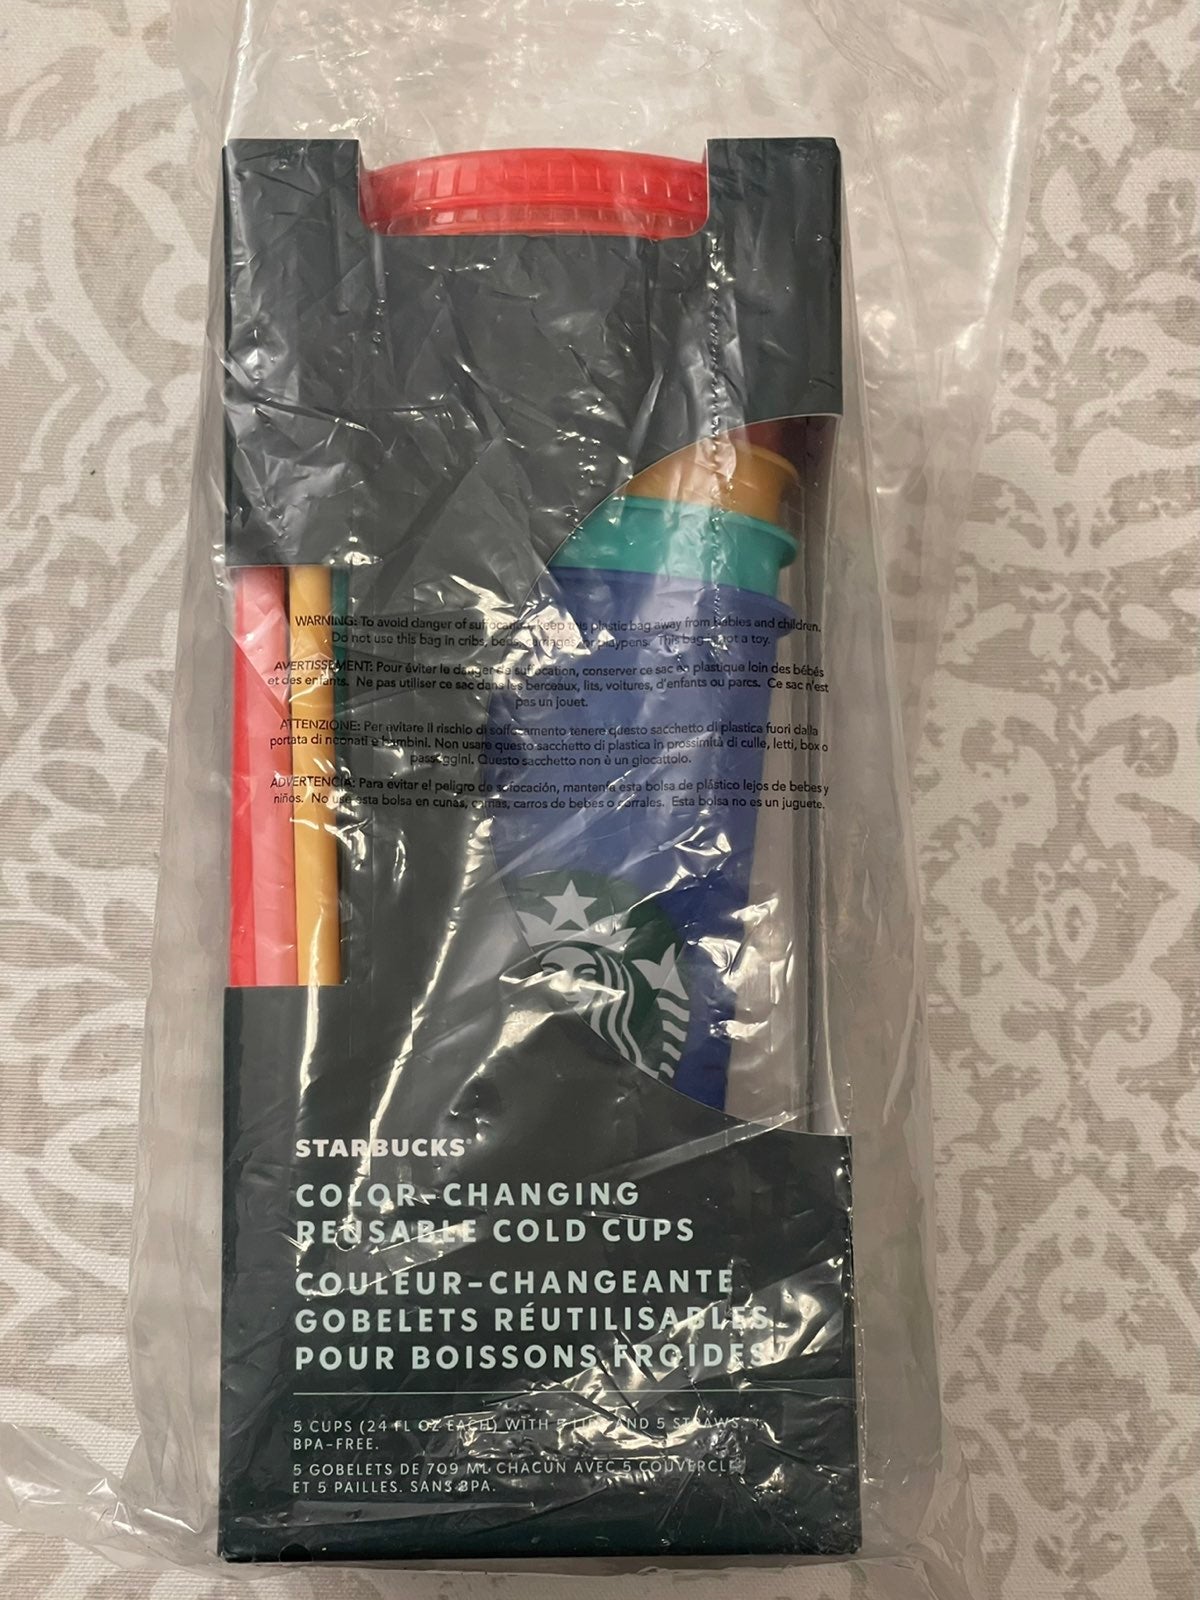 WARNING: To avoid danger of suffocation, keep this plastic bag away from babies and children.
Do not use this bag in cribs, beds, carriages or playpens. This bag is not a toy.
AVERTISSEMENT: Pour éviter le danger de suffocation, conserver ce sac en plastique loin des bébés
et des enfants. Ne pas utiliser ce sac dans les berceaux, lits, voitures, d'enfants ou parcs. Ce sac n'est
pas un jouet.
ATTENZIONE: Per evitare il rischio di soffocamento tenere questo sacchetto di plastica fuori dalla
portata di neonati e bambini. Non usare questo sacchetto di plastica in prossimità di culle, letti, box o
passeggini. Questo sacchetto non è un giocattolo.
ADVERTENCIA: Para évitar el peligro de sofocación, mantenfa esta bolsa de plástico lejos de bebes y
niños. No use esta bolsa en cunas, camas, carros de bebes o corrales. Esta bolsa no es un juguete.
STARBUCKS®
COLOR-CHANGING
REUSABLE COLD CUPS
COULEUR-CHANGEANTE
GOBELETS RÉUTILISABLES
POUR BOISSONS FROIDES
5 CUPS (24 FL OZ EACH) WITH 5 LIDS AND 5 STRAWS.
BPA-FREE.
5 GOBELETS DE 709 ML CHACUN AVEC 5 COUVERCLES
ET 5 PAILLES. SANS BPA.